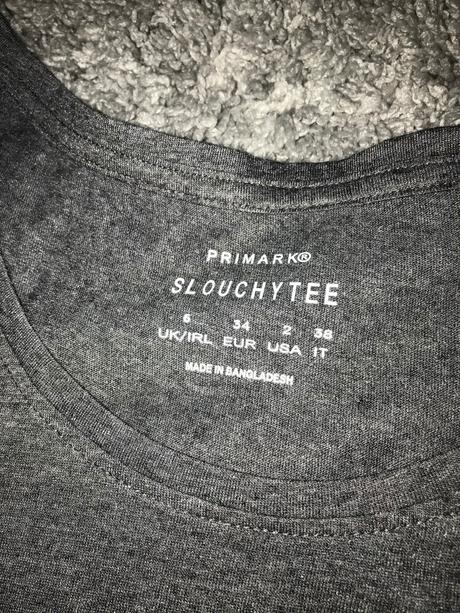 PRIMARK®
SLOUCHYTEE
6 34 2 38
UK/IRL EUR USA IT
MADE IN BANGLADESH